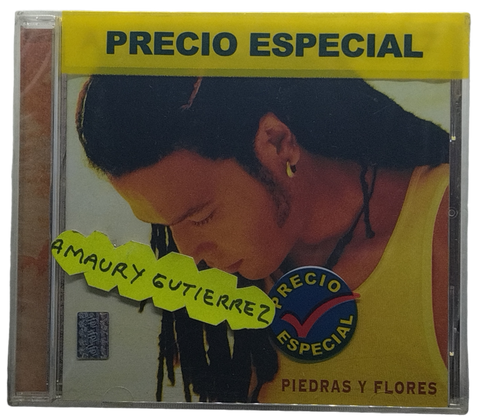 PRECIO ESPECIAL
AMAURY GUTIERREZ
PRECIO
ESPECIAL
PIEDRAS Y FLORES